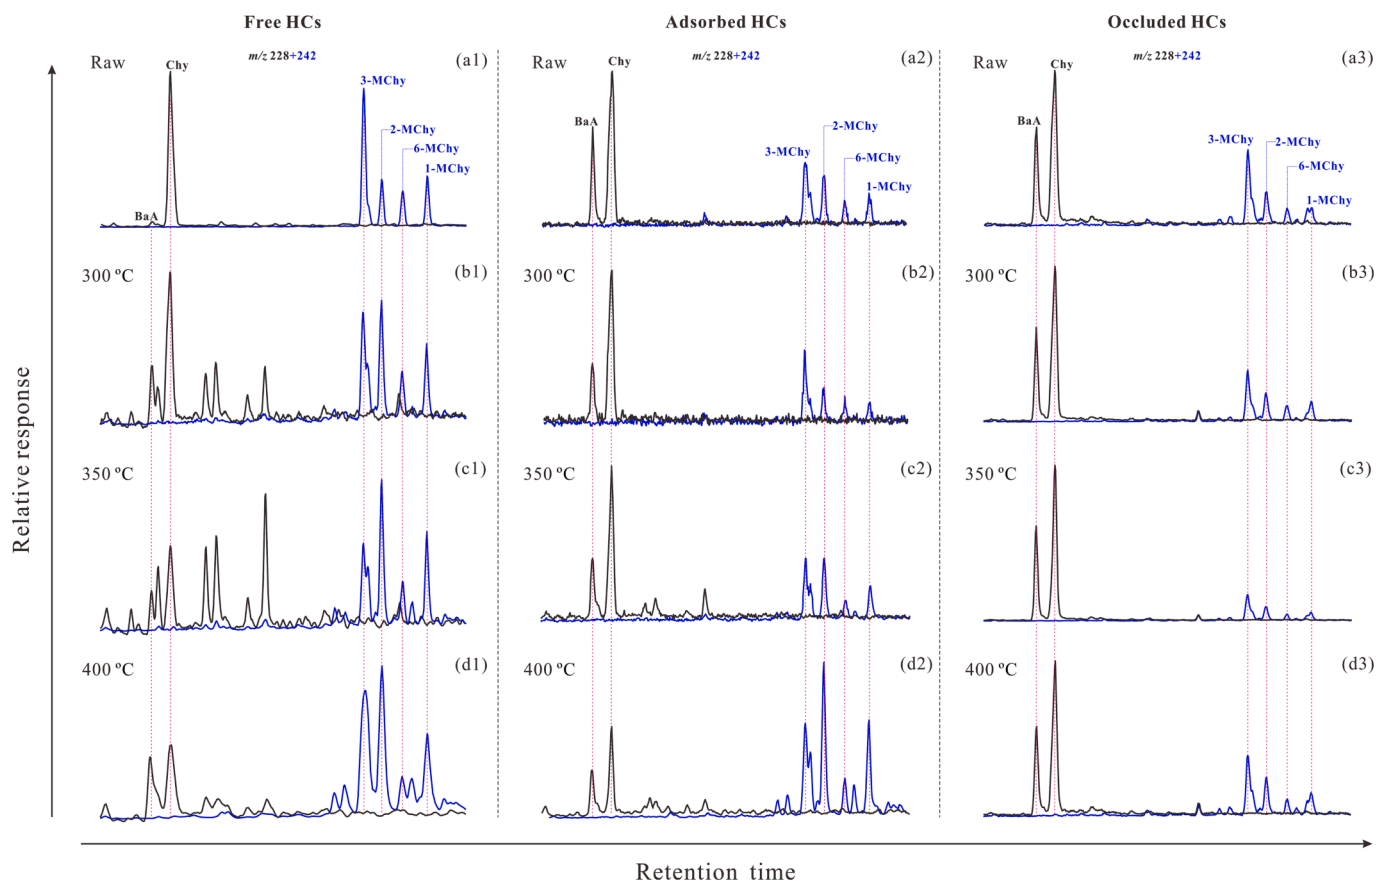 Free HCs
Adsorbed HCs
Occluded HCs
Raw
m/z 228+242
(a1)
Chy
BaA
3-MChy
2-MChy
6-MChy
1-MChy
Raw
m/z 228+242
(a2)
Chy
BaA
3-MChy
2-MChy
6-MChy
1-MChy
Raw
m/z 228+242
(a3)
Chy
BaA
3-MChy
2-MChy
6-MChy
1-MChy
300 ºC
(b1)
300 ºC
(b2)
300 ºC
(b3)
350 ºC
(c1)
350 ºC
(c2)
350 ºC
(c3)
400 ºC
(d1)
400 ºC
(d2)
400 ºC
(d3)
Relative response
Retention time